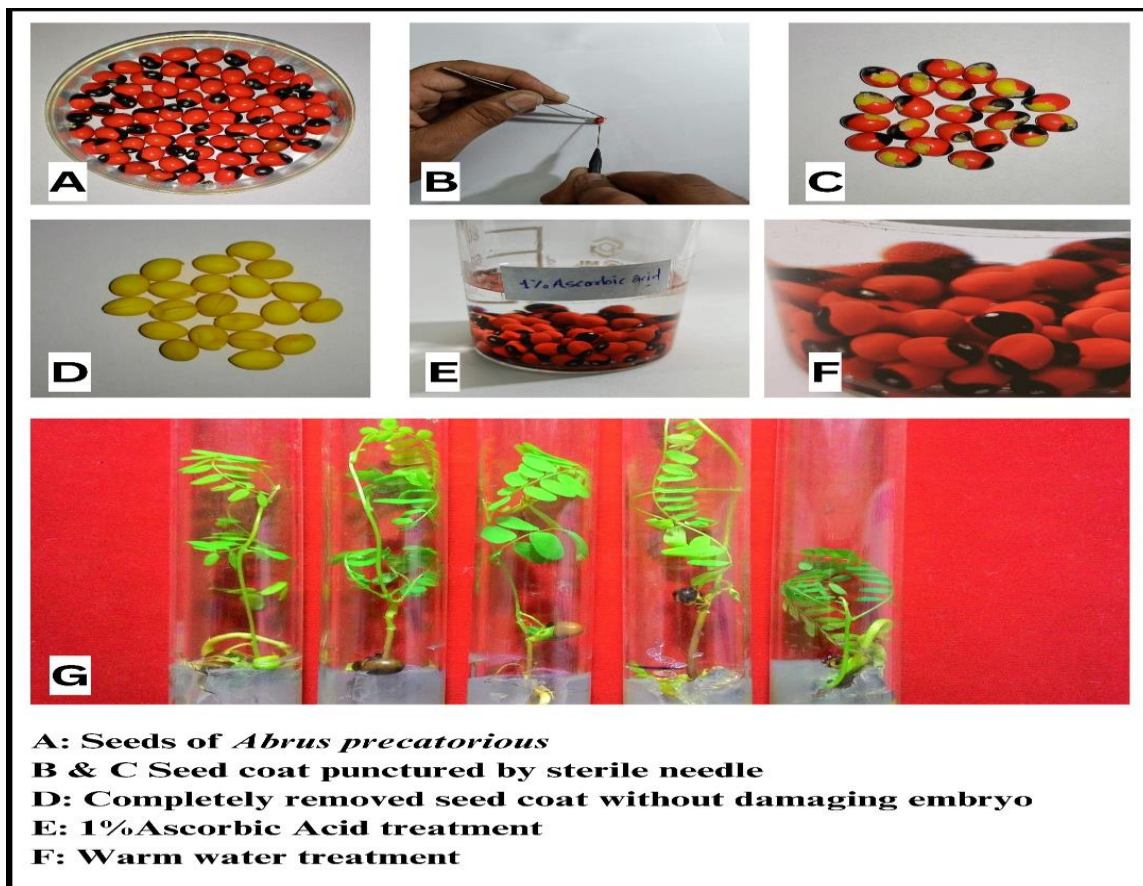 A
B
C
D
1% Ascorbic acid
E
F
G
A: Seeds of Abrus precatorious
B & C Seed coat punctured by sterile needle
D: Completely removed seed coat without damaging embryo
E: 1%Ascorbic Acid treatment
F: Warm water treatment